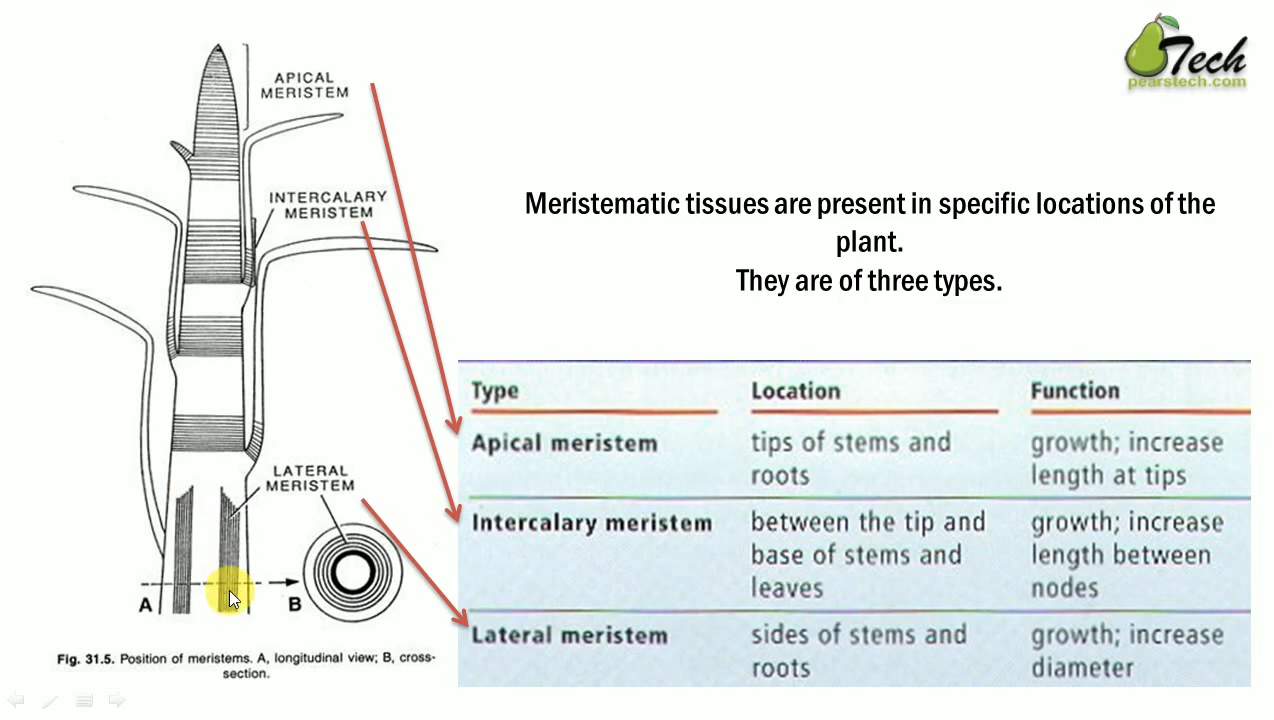 Tech
pearstech.com
APICAL
MERISTEM
INTERCALARY
MERISTEM
LATERAL
MERISTEM
A
B
Fig. 31.5. Position of meristems. A, longitudinal view; B, cross-
section.
Meristematic tissues are present in specific locations of the
plant.
They are of three types.
Type Location Function
Apical meristem tips of stems and growth; increase
roots length at tips
Intercalary meristem between the tip and growth; increase
base of stems and length between
leaves nodes
Lateral meristem sides of stems and growth; increase
roots diameter